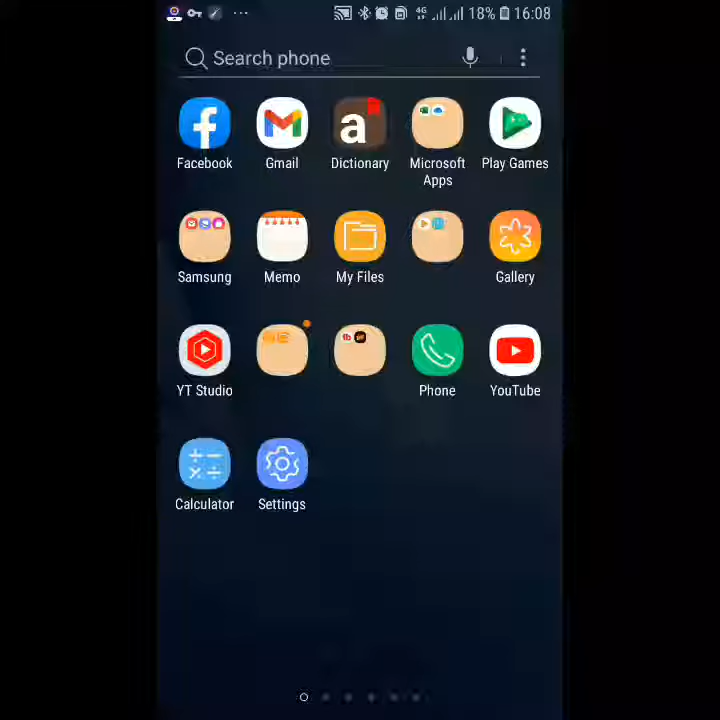 4G 18% 16:08
Search phone
Facebook Gmail Dictionary Microsoft Apps Play Games
Samsung Memo My Files Gallery
YT Studio Phone YouTube
Calculator Settings